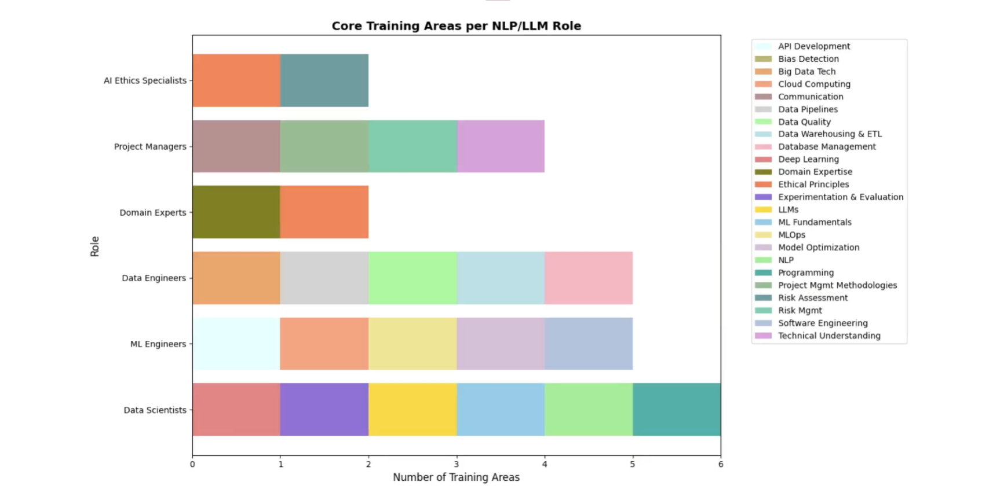 Core Training Areas per NLP/LLM Role
AI Ethics Specialists
Project Managers
Domain Experts
Data Engineers
ML Engineers
Data Scientists
Role
0 1 2 3 4 5 6
Number of Training Areas
API Development
Bias Detection
Big Data Tech
Cloud Computing
Communication
Data Pipelines
Data Quality
Data Warehousing & ETL
Database Management
Deep Learning
Domain Expertise
Ethical Principles
Experimentation & Evaluation
LLMs
ML Fundamentals
MLOps
Model Optimization
NLP
Programming
Project Mgmt Methodologies
Risk Assessment
Risk Mgmt
Software Engineering
Technical Understanding